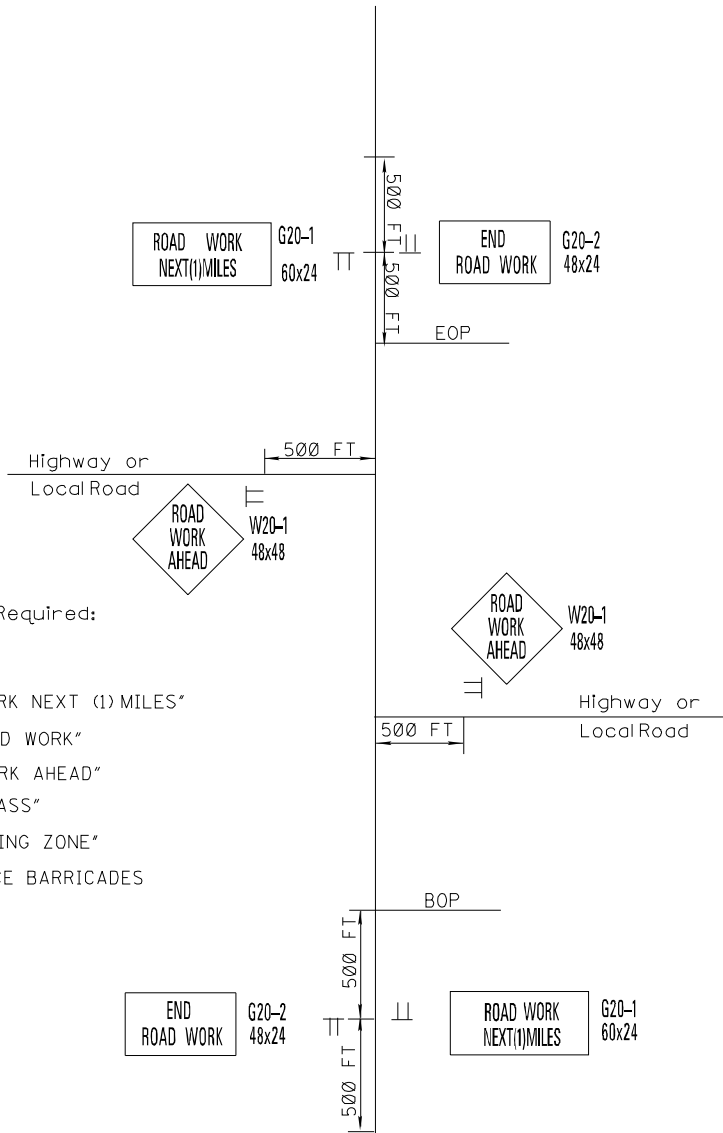 500 FT
ROAD WORK
NEXT(1)MILES
G20-1
60x24
END
ROAD WORK
G20-2
48x24
500 FT
EOP
500 FT
Highway or
Local Road
ROAD
WORK
AHEAD
W20-1
48x48
ROAD
WORK
AHEAD
W20-1
48x48
Required:
RK NEXT (1) MILES"
D WORK"
RK AHEAD"
ASS"
ING ZONE"
CE BARRICADES
Highway or
Local Road
500 FT
BOP
500 FT
END
ROAD WORK
G20-2
48x24
ROAD WORK
NEXT(1)MILES
G20-1
60x24
500 FT